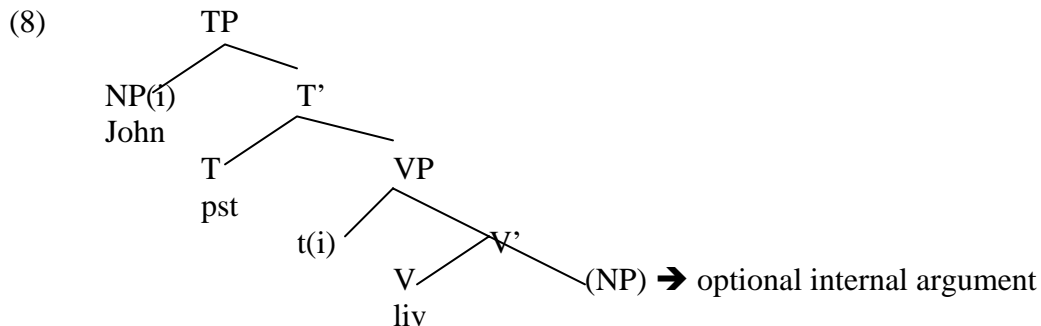 (8) TP
NP(i) T’
John
T VP
pst
t(i) V’
V (NP) ➔ optional internal argument
liv